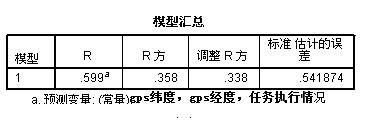 模型汇总
模型 R R 方 调整 R 方 标准 估计的误差
1 .599a .358 .338 .541874
a. 预测变量: (常量)gps纬度，gps经度，任务执行情况